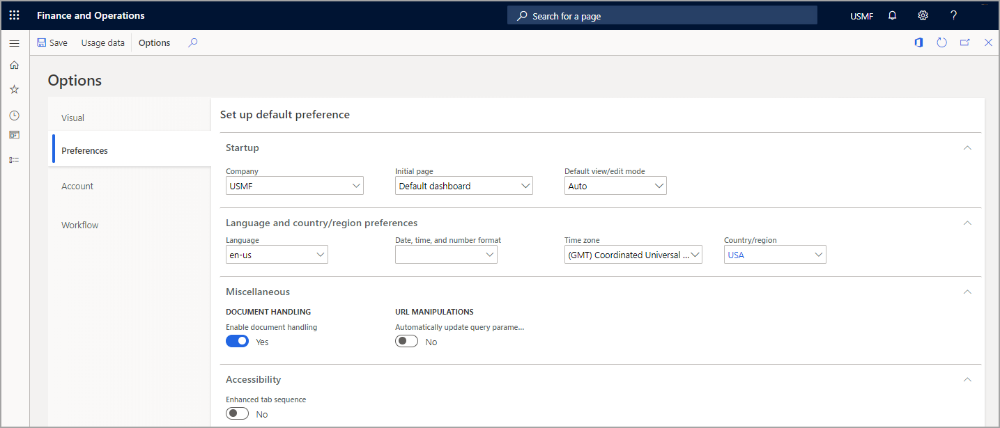 Finance and Operations
Search for a page
USMF
?
Save
Usage data
Options
Options
Visual
Preferences
Account
Workflow
Set up default preference
Startup
Company
Initial page
Default view/edit mode
USMF
Default dashboard
Auto
Language and country/region preferences
Language
Date, time, and number format
Time zone
Country/region
en-us
(GMT) Coordinated Universal ...
USA
Miscellaneous
DOCUMENT HANDLING
URL MANIPULATIONS
Enable document handling
Automatically update query parame...
Yes
No
Accessibility
Enhanced tab sequence
No